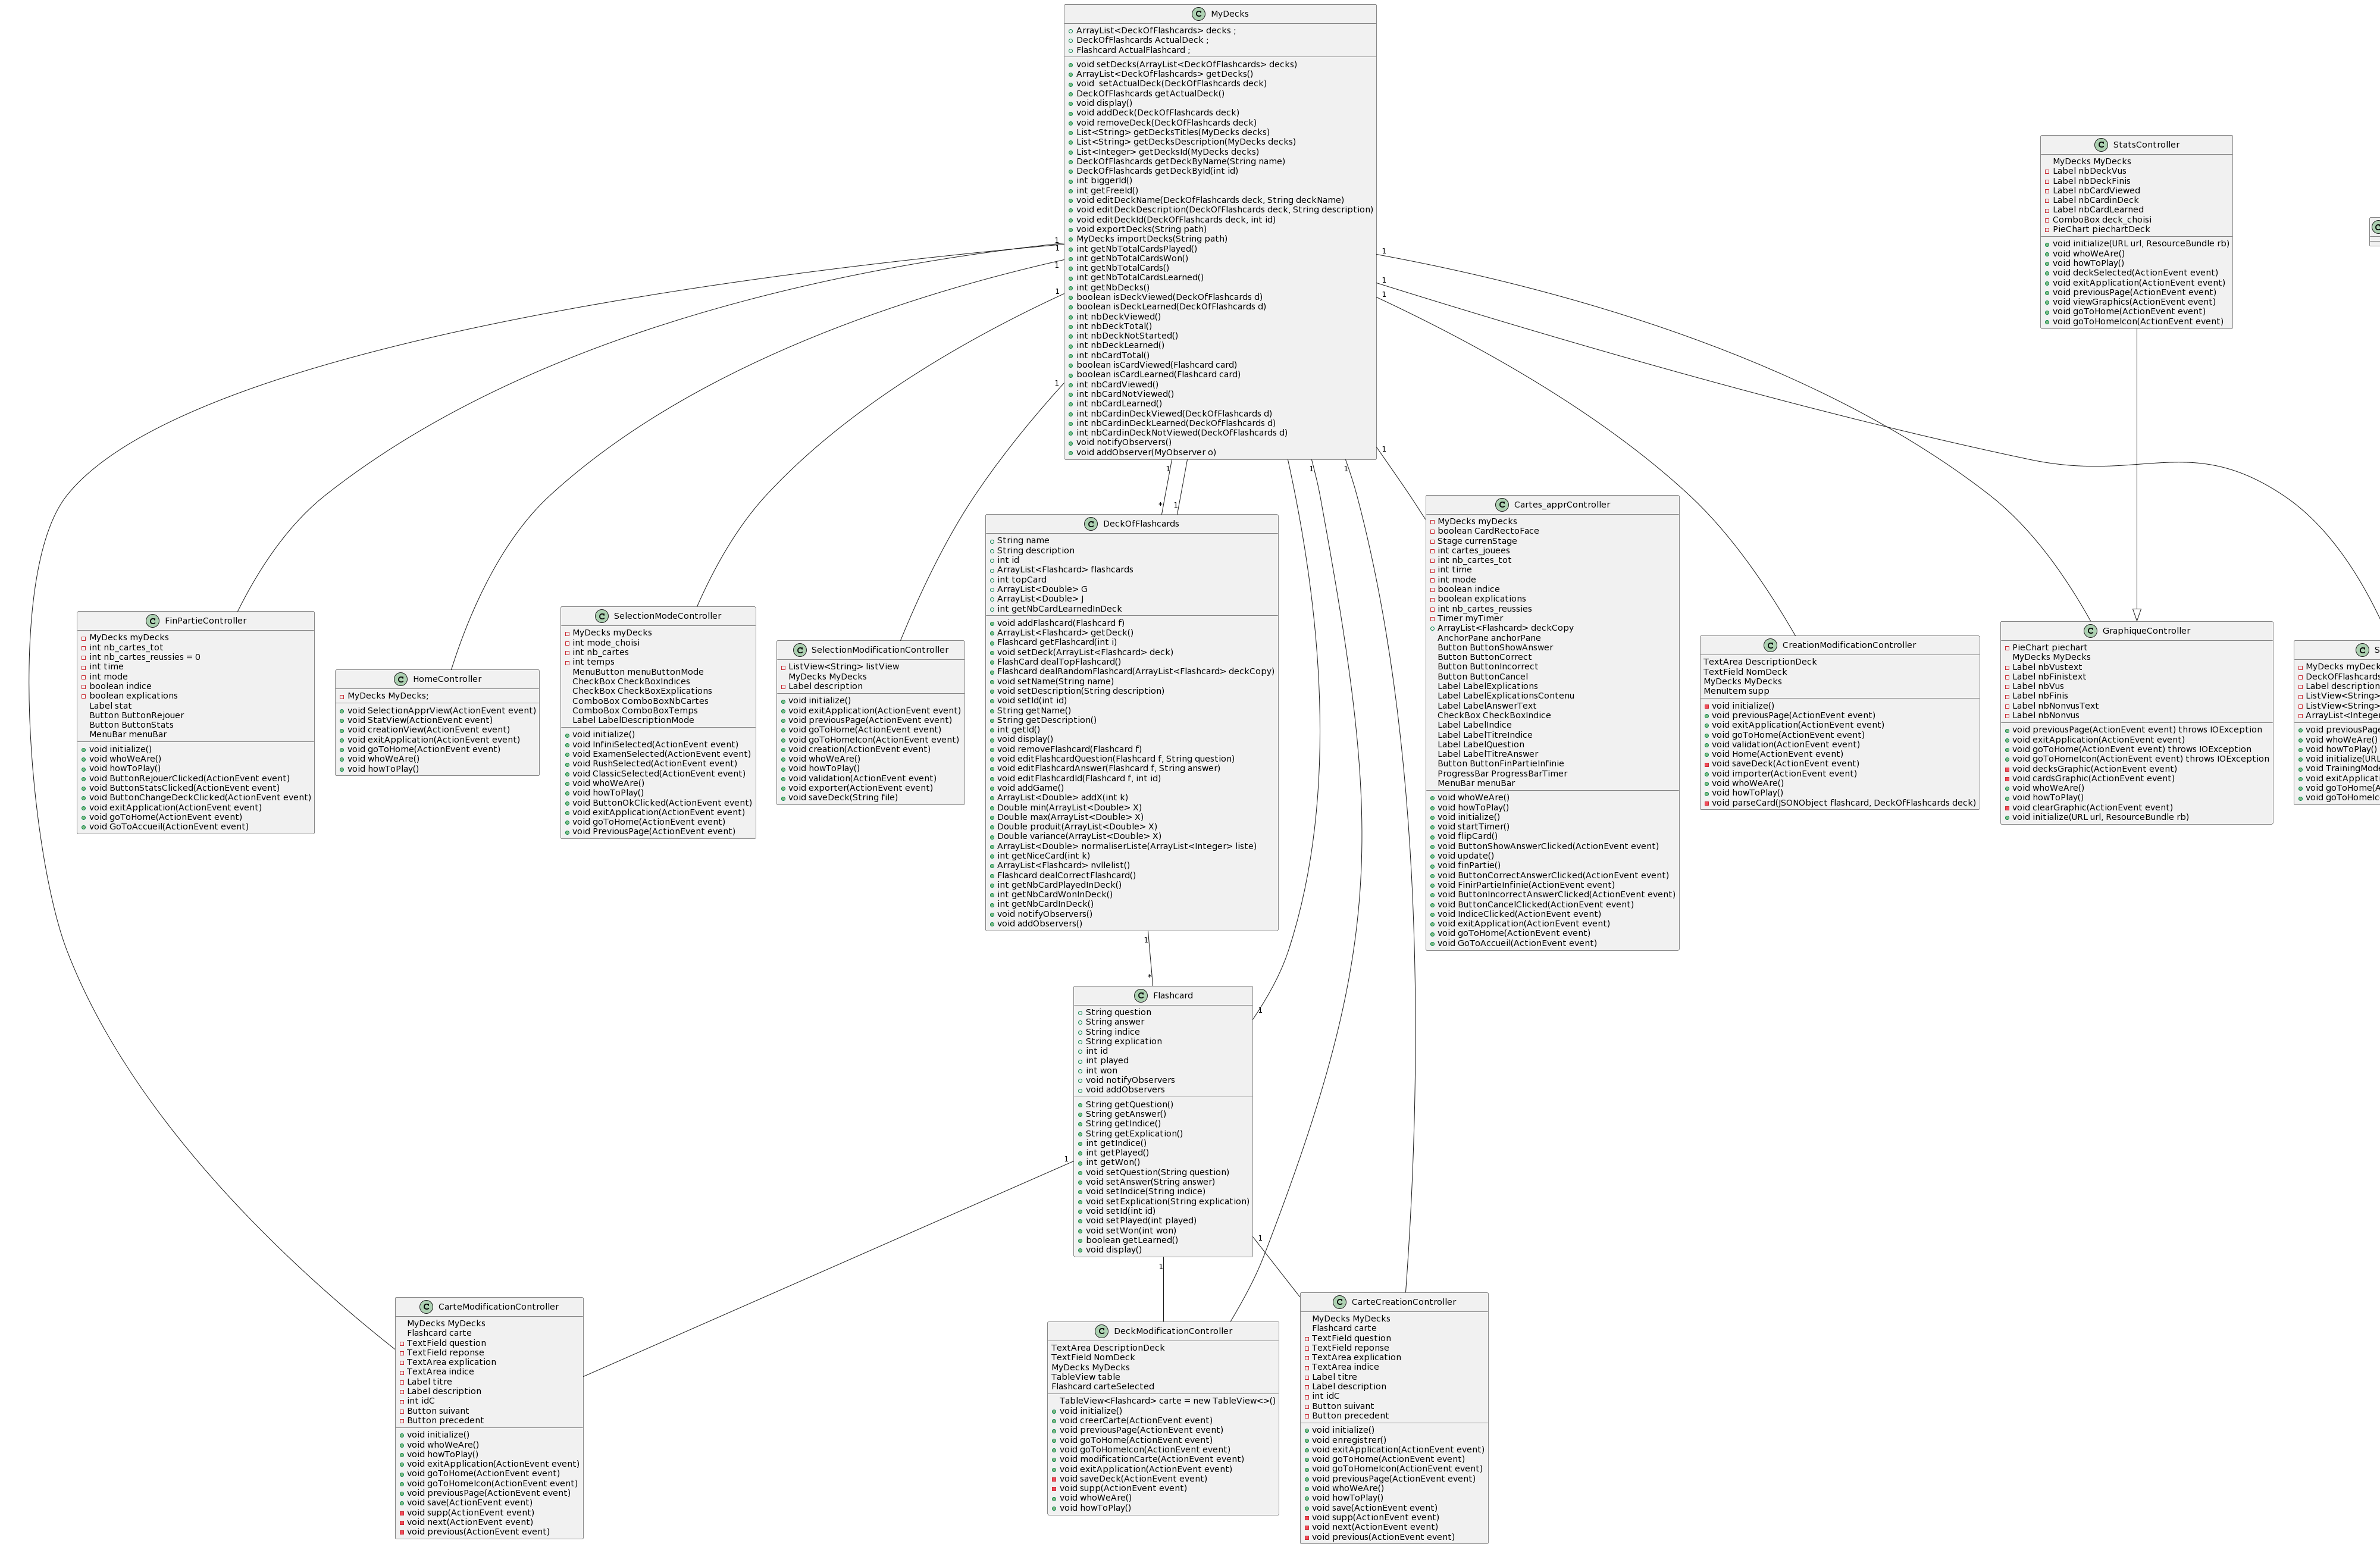 MyDecks
ArrayList<DeckOfFlashcards> decks ;
DeckOfFlashcards ActualDeck ;
Flashcard ActualFlashcard ;
void setDecks(ArrayList<DeckOfFlashcards> decks)
ArrayList<DeckOfFlashcards> getDecks()
void  setActualDeck(DeckOfFlashcards deck)
DeckOfFlashcards getActualDeck()
void display()
void addDeck(DeckOfFlashcards deck)
void removeDeck(DeckOfFlashcards deck)
List<String> getDecksTitles(MyDecks decks)
List<String> getDecksDescription(MyDecks decks)
List<Integer> getDecksId(MyDecks decks)
DeckOfFlashcards getDeckByName(String name)
DeckOfFlashcards getDeckById(int id)
int biggerId()
int getFreeId()
void editDeckName(DeckOfFlashcards deck, String deckName)
void editDeckDescription(DeckOfFlashcards deck, String description)
void editDeckId(DeckOfFlashcards deck, int id)
void exportDecks(String path)
MyDecks importDecks(String path)
int getNbTotalCardsPlayed()
int getNbTotalCardsWon()
int getNbTotalCards()
int getNbTotalCardsLearned()
int getNbDecks()
boolean isDeckViewed(DeckOfFlashcards d)
boolean isDeckLearned(DeckOfFlashcards d)
int nbDeckViewed()
int nbDeckTotal()
int nbDeckNotStarted()
int nbDeckLearned()
int nbCardTotal()
boolean isCardViewed(Flashcard card)
boolean isCardLearned(Flashcard card)
int nbCardViewed()
int nbCardNotViewed()
int nbCardLearned()
int nbCardinDeckViewed(DeckOfFlashcards d)
int nbCardinDeckLearned(DeckOfFlashcards d)
int nbCardinDeckNotViewed(DeckOfFlashcards d)
void notifyObservers()
void addObserver(MyObserver o)
StatsController
MyDecks MyDecks
Label nbDeckVus
Label nbDeckFinis
Label nbCardViewed
Label nbCardinDeck
Label nbCardLearned
ComboBox deck_choisi
PieChart piechartDeck
void initialize(URL url, ResourceBundle rb)
void whoWeAre()
void howToPlay()
void deckSelected(ActionEvent event)
void exitApplication(ActionEvent event)
void previousPage(ActionEvent event)
void viewGraphics(ActionEvent event)
void goToHome(ActionEvent event)
void goToHomeIcon(ActionEvent event)
1
1
1
1
1
1
1
1
1
1
1
1
1
*
1
FinPartieController
MyDecks myDecks
int nb_cartes_tot
int nb_cartes_reussies = 0
int time
int mode
boolean indice
boolean explications
Label stat
Button ButtonRejouer
Button ButtonStats
MenuBar menuBar
void initialize()
void whoWeAre()
void howToPlay()
void ButtonRejouerClicked(ActionEvent event)
void ButtonStatsClicked(ActionEvent event)
void ButtonChangeDeckClicked(ActionEvent event)
void exitApplication(ActionEvent event)
void goToHome(ActionEvent event)
void GoToAccueil(ActionEvent event)
HomeController
MyDecks MyDecks;
void SelectionApprView(ActionEvent event)
void StatView(ActionEvent event)
void creationView(ActionEvent event)
void exitApplication(ActionEvent event)
void goToHome(ActionEvent event)
void whoWeAre()
void howToPlay()
SelectionModeController
MyDecks myDecks
int mode_choisi
int nb_cartes
int temps
MenuButton menuButtonMode
CheckBox CheckBoxIndices
CheckBox CheckBoxExplications
ComboBox ComboBoxNbCartes
ComboBox ComboBoxTemps
Label LabelDescriptionMode
void initialize()
void InfiniSelected(ActionEvent event)
void ExamenSelected(ActionEvent event)
void RushSelected(ActionEvent event)
void ClassicSelected(ActionEvent event)
void whoWeAre()
void howToPlay()
void ButtonOkClicked(ActionEvent event)
void exitApplication(ActionEvent event)
void goToHome(ActionEvent event)
void PreviousPage(ActionEvent event)
SelectionModificationController
ListView<String> listView
MyDecks MyDecks
Label description
void initialize()
void exitApplication(ActionEvent event)
void previousPage(ActionEvent event)
void goToHome(ActionEvent event)
void goToHomeIcon(ActionEvent event)
void creation(ActionEvent event)
void whoWeAre()
void howToPlay()
void validation(ActionEvent event)
void exporter(ActionEvent event)
void saveDeck(String file)
DeckOfFlashcards
String name
String description
int id
ArrayList<Flashcard> flashcards
int topCard
ArrayList<Double> G
ArrayList<Double> J
int getNbCardLearnedInDeck
void addFlashcard(Flashcard f)
ArrayList<Flashcard> getDeck()
Flashcard getFlashcard(int i)
void setDeck(ArrayList<Flashcard> deck)
FlashCard dealTopFlashcard()
Flashcard dealRandomFlashcard(ArrayList<Flashcard> deckCopy)
void setName(String name)
void setDescription(String description)
void setId(int id)
String getName()
String getDescription()
int getId()
void display()
void removeFlashcard(Flashcard f)
void editFlashcardQuestion(Flashcard f, String question)
void editFlashcardAnswer(Flashcard f, String answer)
void editFlashcardId(Flashcard f, int id)
void addGame()
ArrayList<Double> addX(int k)
Double min(ArrayList<Double> X)
Double max(ArrayList<Double> X)
Double produit(ArrayList<Double> X)
Double variance(ArrayList<Double> X)
ArrayList<Double> normaliserListe(ArrayList<Integer> liste)
int getNiceCard(int k)
ArrayList<Flashcard> nvllelist()
Flashcard dealCorrectFlashcard()
int getNbCardPlayedInDeck()
int getNbCardWonInDeck()
int getNbCardInDeck()
void notifyObservers()
void addObservers()
Cartes_apprController
MyDecks myDecks
boolean CardRectoFace
Stage currenStage
int cartes_jouees
int nb_cartes_tot
int time
int mode
boolean indice
boolean explications
int nb_cartes_reussies
Timer myTimer
ArrayList<Flashcard> deckCopy
AnchorPane anchorPane
Button ButtonShowAnswer
Button ButtonCorrect
Button ButtonIncorrect
Button ButtonCancel
Label LabelExplications
Label LabelExplicationsContenu
Label LabelAnswerText
CheckBox CheckBoxIndice
Label LabelIndice
Label LabelTitreIndice
Label LabelQuestion
Label LabelTitreAnswer
Button ButtonFinPartieInfinie
ProgressBar ProgressBarTimer
MenuBar menuBar
void whoWeAre()
void howToPlay()
void initialize()
void startTimer()
void flipCard()
void ButtonShowAnswerClicked(ActionEvent event)
void update()
void finPartie()
void ButtonCorrectAnswerClicked(ActionEvent event)
void FinirPartieInfinie(ActionEvent event)
void ButtonIncorrectAnswerClicked(ActionEvent event)
void ButtonCancelClicked(ActionEvent event)
void IndiceClicked(ActionEvent event)
void exitApplication(ActionEvent event)
void goToHome(ActionEvent event)
void GoToAccueil(ActionEvent event)
CreationModificationController
TextArea DescriptionDeck
TextField NomDeck
MyDecks MyDecks
MenuItem supp
void initialize()
void previousPage(ActionEvent event)
void exitApplication(ActionEvent event)
void goToHome(ActionEvent event)
void validation(ActionEvent event)
void Home(ActionEvent event)
void saveDeck(ActionEvent event)
void importer(ActionEvent event)
void whoWeAre()
void howToPlay()
void parseCard(JSONObject flashcard, DeckOfFlashcards deck)
GraphiqueController
PieChart piechart
MyDecks MyDecks
Label nbVustext
Label nbFinistext
Label nbVus
Label nbFinis
Label nbNonvusText
Label nbNonvus
void previousPage(ActionEvent event) throws IOException
void exitApplication(ActionEvent event)
void goToHome(ActionEvent event) throws IOException
void goToHomeIcon(ActionEvent event) throws IOException
void decksGraphic(ActionEvent event)
void cardsGraphic(ActionEvent event)
void whoWeAre()
void howToPlay()
void clearGraphic(ActionEvent event)
void initialize(URL url, ResourceBundle rb)
S
MyDecks myDeck
DeckOfFlashcards
Label description
ListView<String>
ListView<String>
ArrayList<Integer
void previousPage
void whoWeAre()
void howToPlay()
void initialize(URL
void TrainingMode
void exitApplicati
void goToHome(A
void goToHomeIc
1
*
Flashcard
String question
String answer
String indice
String explication
int id
int played
int won
void notifyObservers
void addObservers
String getQuestion()
String getAnswer()
String getIndice()
String getExplication()
int getIndice()
int getPlayed()
int getWon()
void setQuestion(String question)
void setAnswer(String answer)
void setIndice(String indice)
void setExplication(String explication)
void setId(int id)
void setPlayed(int played)
void setWon(int won)
boolean getLearned()
void display()
1
1
1
1
CarteModificationController
MyDecks MyDecks
Flashcard carte
TextField question
TextField reponse
TextArea explication
TextArea indice
Label titre
Label description
int idC
Button suivant
Button precedent
void initialize()
void whoWeAre()
void howToPlay()
void exitApplication(ActionEvent event)
void goToHome(ActionEvent event)
void goToHomeIcon(ActionEvent event)
void previousPage(ActionEvent event)
void save(ActionEvent event)
void supp(ActionEvent event)
void next(ActionEvent event)
void previous(ActionEvent event)
DeckModificationController
TextArea DescriptionDeck
TextField NomDeck
MyDecks MyDecks
TableView table
Flashcard carteSelected
TableView<Flashcard> carte = new TableView<>()
void initialize()
void creerCarte(ActionEvent event)
void previousPage(ActionEvent event)
void goToHome(ActionEvent event)
void goToHomeIcon(ActionEvent event)
void modificationCarte(ActionEvent event)
void exitApplication(ActionEvent event)
void saveDeck(ActionEvent event)
void supp(ActionEvent event)
void whoWeAre()
void howToPlay()
CarteCreationController
MyDecks MyDecks
Flashcard carte
TextField question
TextField reponse
TextArea explication
TextArea indice
Label titre
Label description
int idC
Button suivant
Button precedent
void initialize()
void enregistrer()
void exitApplication(ActionEvent event)
void goToHome(ActionEvent event)
void goToHomeIcon(ActionEvent event)
void previousPage(ActionEvent event)
void whoWeAre()
void howToPlay()
void save(ActionEvent event)
void supp(ActionEvent event)
void next(ActionEvent event)
void previous(ActionEvent event)